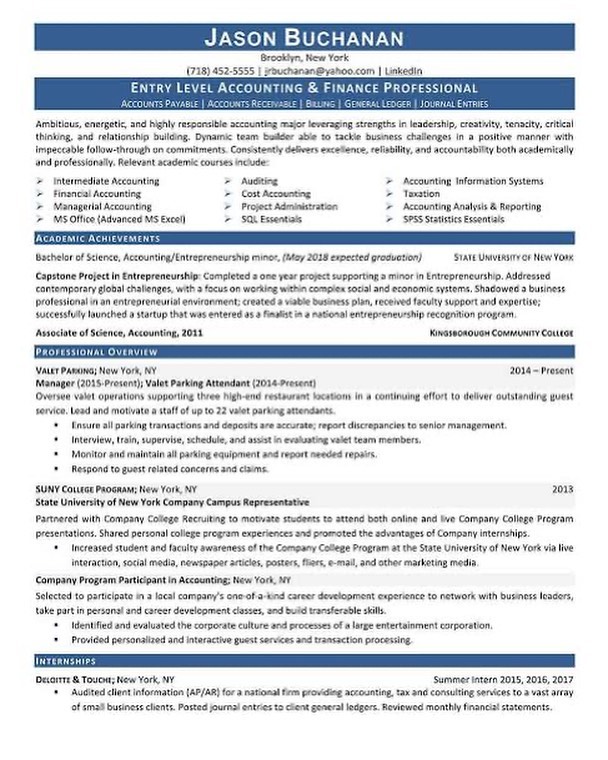 JASON BUCHANAN
Brooklyn, New York
(718) 452-5555 | jrbuchanan@yahoo.com | LinkedIn
ENTRY LEVEL ACCOUNTING & FINANCE PROFESSIONAL
ACCOUNTS PAYABLE | ACCOUNTS RECEIVABLE | BILLING | GENERAL LEDGER | JOURNAL ENTRIES
Ambitious, energetic, and highly responsible accounting major leveraging strengths in leadership, creativity, tenacity, critical
thinking, and relationship building. Dynamic team builder able to tackle business challenges in a positive manner with
impeccable follow-through on commitments. Consistently delivers excellence, reliability, and accountability both academically
and professionally. Relevant academic courses include:
➢ Intermediate Accounting ➢ Auditing ➢ Accounting Information Systems
➢ Financial Accounting ➢ Cost Accounting ➢ Taxation
➢ Managerial Accounting ➢ Project Administration ➢ Accounting Analysis & Reporting
➢ MS Office (Advanced MS Excel) ➢ SQL Essentials ➢ SPSS Statistics Essentials
ACADEMIC ACHIEVEMENTS
Bachelor of Science, Accounting/Entrepreneurship minor, (May 2018 expected graduation) STATE UNIVERSITY OF NEW YORK
Capstone Project in Entrepreneurship: Completed a one year project supporting a minor in Entrepreneurship. Addressed
contemporary global challenges, with a focus on working within complex social and economic systems. Shadowed a business
professional in an entrepreneurial environment; created a viable business plan, received faculty support and expertise;
successfully launched a startup that was entered as a finalist in a national entrepreneurship recognition program.
Associate of Science, Accounting, 2011 KINGSBOROUGH COMMUNITY COLLEGE
PROFESSIONAL OVERVIEW
VALET PARKING; New York, NY 2014 – Present
Manager (2015-Present); Valet Parking Attendant (2014-Present)
Oversee valet operations supporting three high-end restaurant locations in a continuing effort to deliver outstanding guest
service. Lead and motivate a staff of up to 22 valet parking attendants.
▪ Ensure all parking transactions and deposits are accurate; report discrepancies to senior management.
▪ Interview, train, supervise, schedule, and assist in evaluating valet team members.
▪ Monitor and maintain all parking equipment and report needed repairs.
▪ Respond to guest related concerns and claims.
SUNY COLLEGE PROGRAM; New York, NY 2013
State University of New York Company Campus Representative
Partnered with Company College Recruiting to motivate students to attend both online and live Company College Program
presentations. Shared personal college program experiences and promoted the advantages of Company internships.
▪ Increased student and faculty awareness of the Company College Program at the State University of New York via live
interaction, social media, newspaper articles, posters, fliers, e-mail, and other marketing media.
Company Program Participant in Accounting; New York, NY
Selected to participate in a local company's one-of-a-kind career development experience to network with business leaders,
take part in personal and career development classes, and build transferable skills.
▪ Identified and evaluated the corporate culture and processes of a large entertainment corporation.
▪ Provided personalized and interactive guest services and transaction processing.
INTERNSHIPS
DELOITTE & TOUCHE; New York, NY Summer Intern 2015, 2016, 2017
▪ Audited client information (AP/AR) for a national firm providing accounting, tax and consulting services to a vast array
of small business clients. Posted journal entries to client general ledgers. Reviewed monthly financial statements.